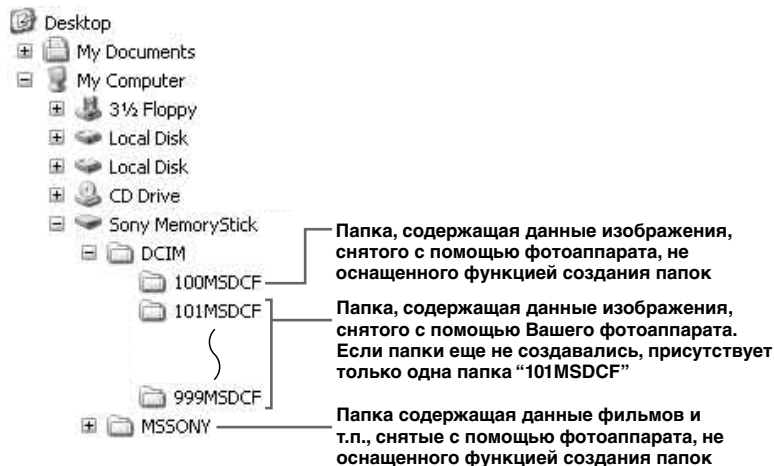 Desktop
My Documents
My Computer
3½ Floppy
Local Disk
Local Disk
CD Drive
Sony MemoryStick
DCIM
100MSDCF
101MSDCF
999MSDCF
MSSONY
Папка, содержащая данные изображения,
снятого с помощью фотоаппарата, не
оснащенного функцией создания папок
Папка, содержащая данные изображения,
снятого с помощью Вашего фотоаппарата.
Если папки еще не создавались, присутствует
только одна папка “101MSDCF”
Папка содержащая данные фильмов и
т.п., снятые с помощью фотоаппарата, не
оснащенного функцией создания папок